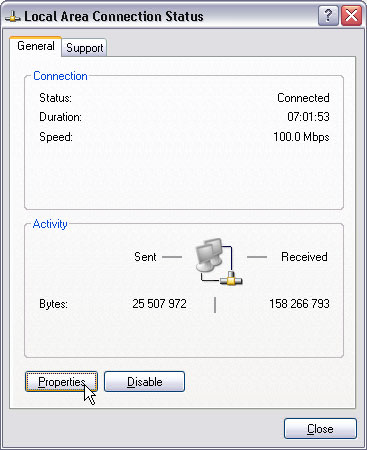 Local Area Connection Status
General Support
Connection
Status: Connected
Duration: 07:01:53
Speed: 100.0 Mbps
Activity
Sent Received
Bytes: 25 507 972 158 266 793
Properties Disable
Close